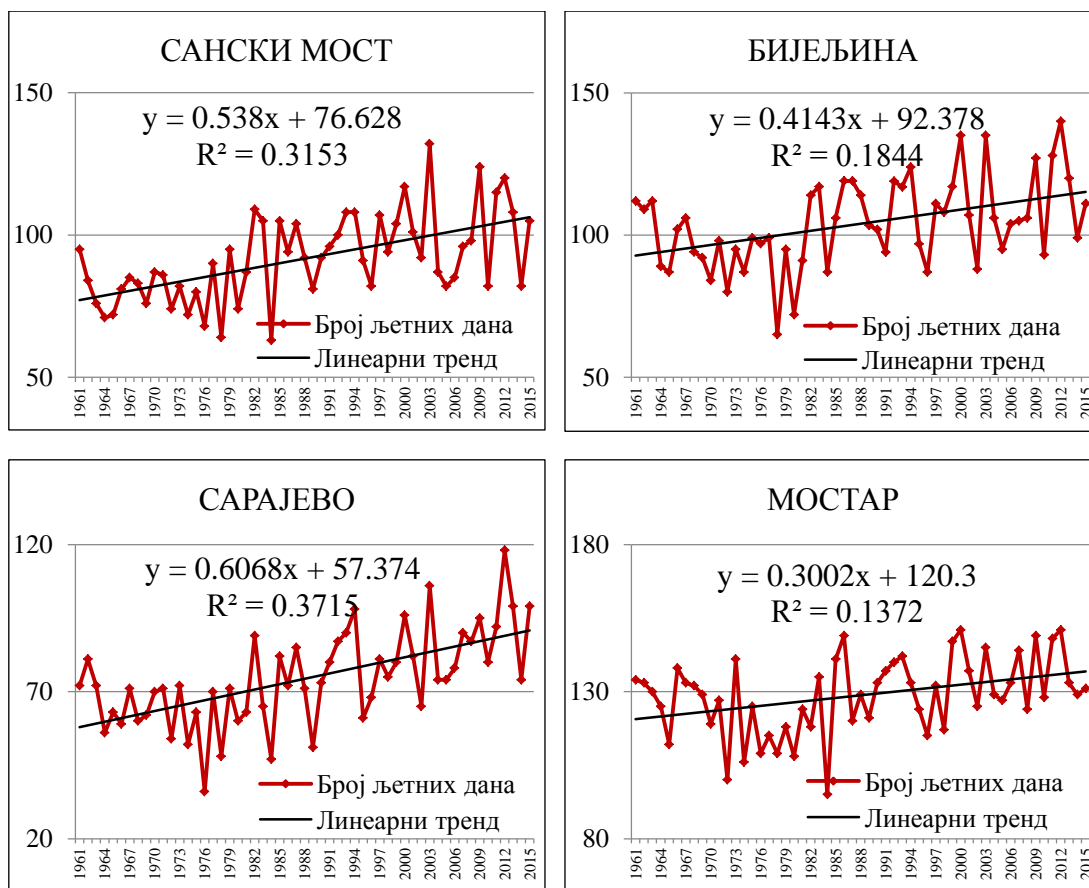 САНСКИ МОСТ
150
y = 0.538x + 76.628
R² = 0.3153
100
Број љетних дана
Линеарни тренд
50
1961 1964 1967 1970 1973 1976 1979 1982 1985 1988 1991 1994 1997 2000 2003 2006 2009 2012 2015
БИЈЕЉИНА
150
y = 0.4143x + 92.378
R² = 0.1844
100
Број љетних дана
Линеарни тренд
50
1961 1964 1967 1970 1973 1976 1979 1982 1985 1988 1991 1994 1997 2000 2003 2006 2009 2012 2015
САРАЈЕВО
120
y = 0.6068x + 57.374
R² = 0.3715
70
Број љетних дана
Линеарни тренд
20
1961 1964 1967 1970 1973 1976 1979 1982 1985 1988 1991 1994 1997 2000 2003 2006 2009 2012 2015
МОСТАР
180
y = 0.3002x + 120.3
R² = 0.1372
130
Број љетних дана
Линеарни тренд
80
1961 1964 1967 1970 1973 1976 1979 1982 1985 1988 1991 1994 1997 2000 2003 2006 2009 2012 2015